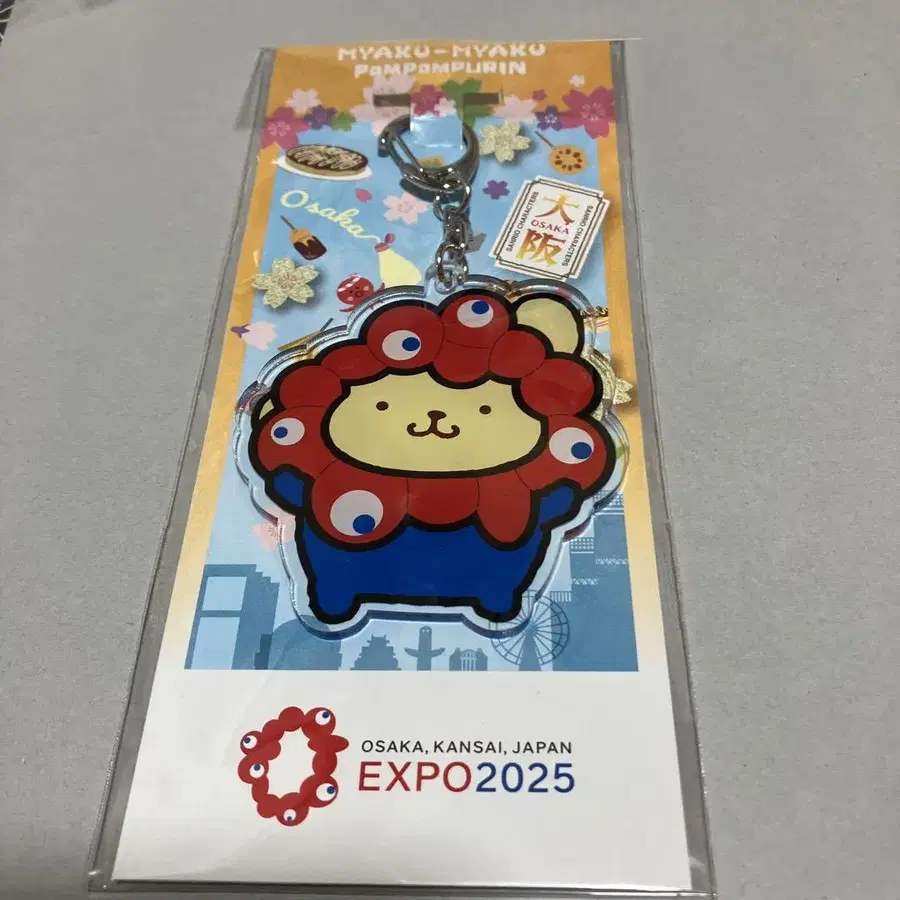 MYAKU-MYAKU
POMPOMPURIN
Osaka
SANRIO CHARACTERS
大
OSAKA
阪
SANRIO CHARACTERS
OSAKA, KANSAI, JAPAN
EXPO2025